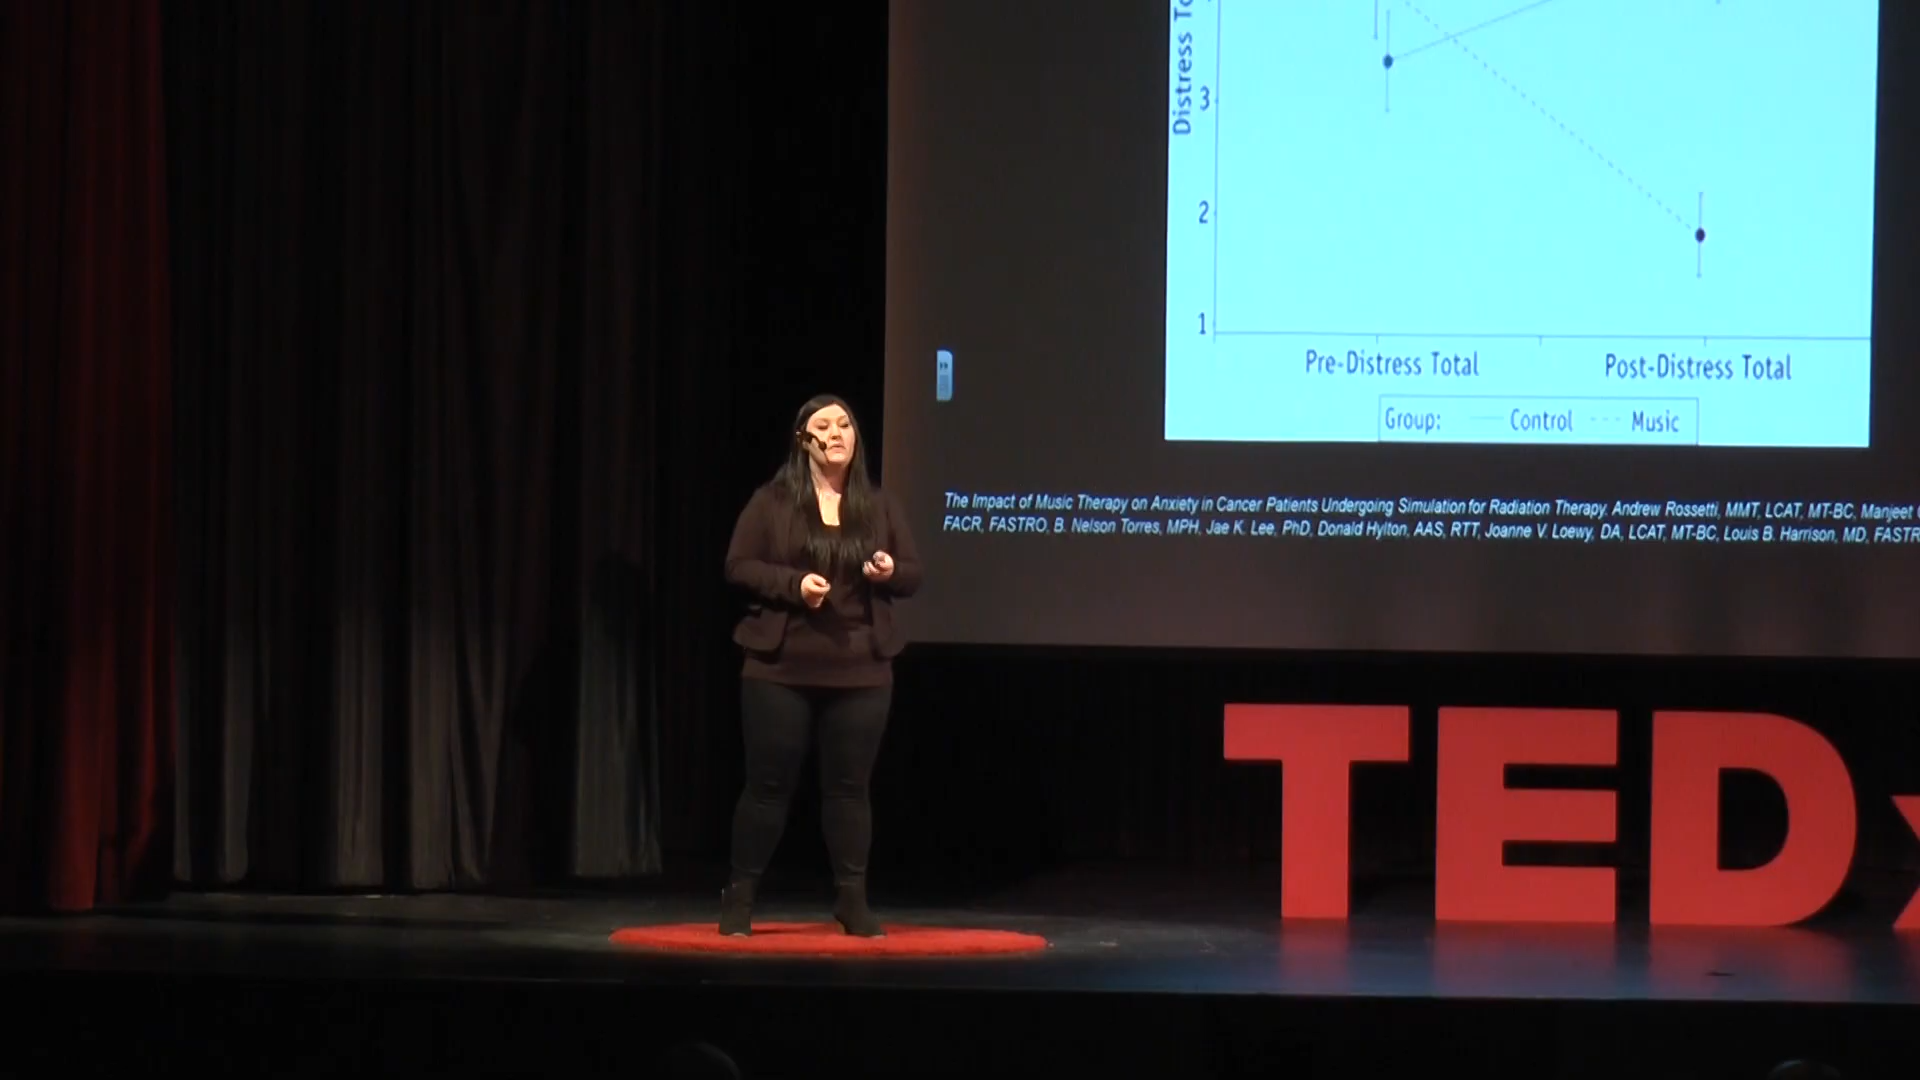 Distress To
3
2
1
Pre-Distress Total Post-Distress Total
Group: Control Music
The Impact of Music Therapy on Anxiety in Cancer Patients Undergoing Simulation for Radiation Therapy. Andrew Rossetti, MMT, LCAT, MT-BC, Manjeet
FACR, FASTRO, B. Nelson Torres, MPH, Jae K. Lee, PhD, Donald Hylton, AAS, RTT, Joanne V. Loewy, DA, LCAT, MT-BC, Louis B. Harrison, MD, FASTR
TEDx